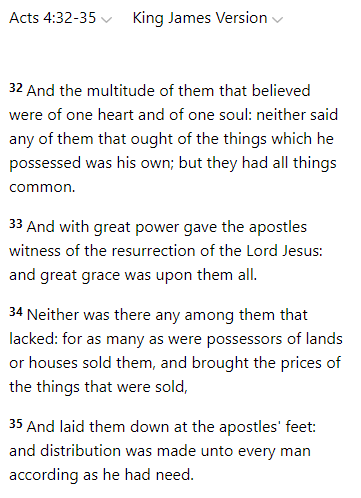 Acts 4:32-35 King James Version
32 And the multitude of them that believed
were of one heart and of one soul: neither said
any of them that ought of the things which he
possessed was his own; but they had all things
common.
33 And with great power gave the apostles
witness of the resurrection of the Lord Jesus:
and great grace was upon them all.
34 Neither was there any among them that
lacked: for as many as were possessors of lands
or houses sold them, and brought the prices of
the things that were sold,
35 And laid them down at the apostles' feet:
and distribution was made unto every man
according as he had need.